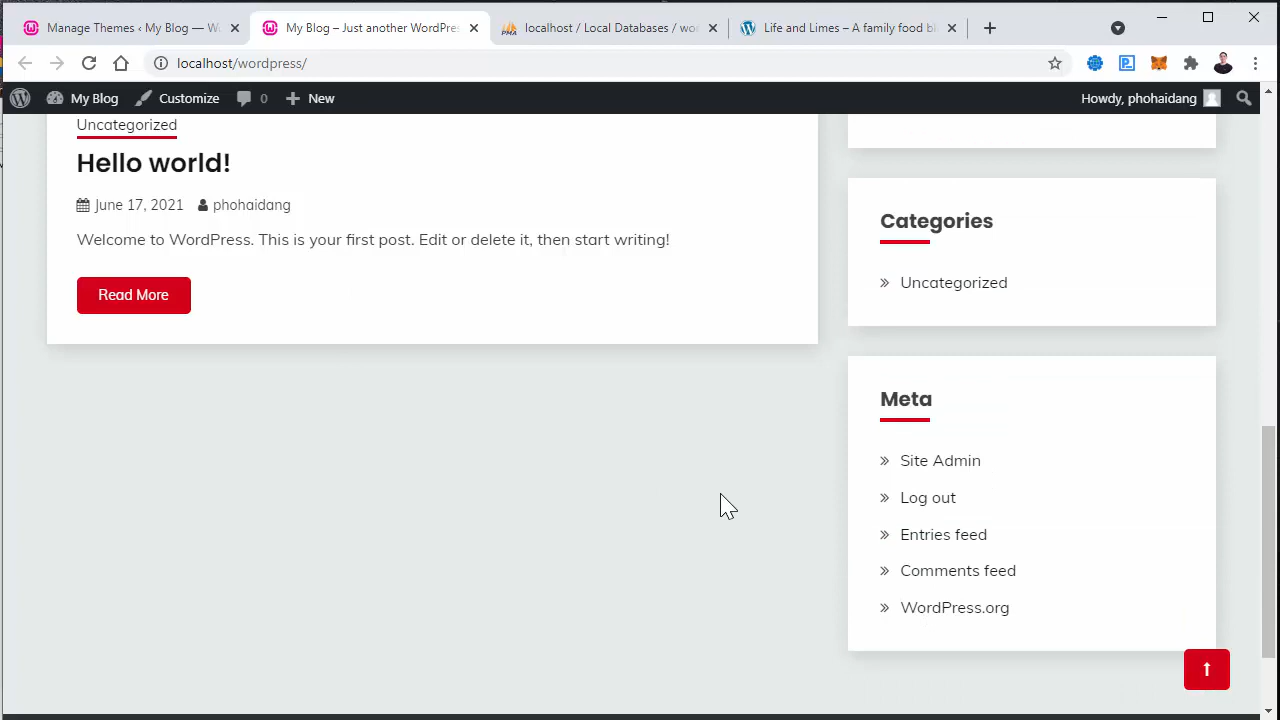 Manage Themes ‹ My Blog — W
My Blog – Just another WordPres
localhost / Local Databases / wor
Life and Limes – A family food bl
localhost/wordpress/
My Blog
Customize
0
New
Howdy, phohaidang
Uncategorized
Hello world!
June 17, 2021 phohaidang
Welcome to WordPress. This is your first post. Edit or delete it, then start writing!
Read More
Categories
» Uncategorized
Meta
» Site Admin
» Log out
» Entries feed
» Comments feed
» WordPress.org